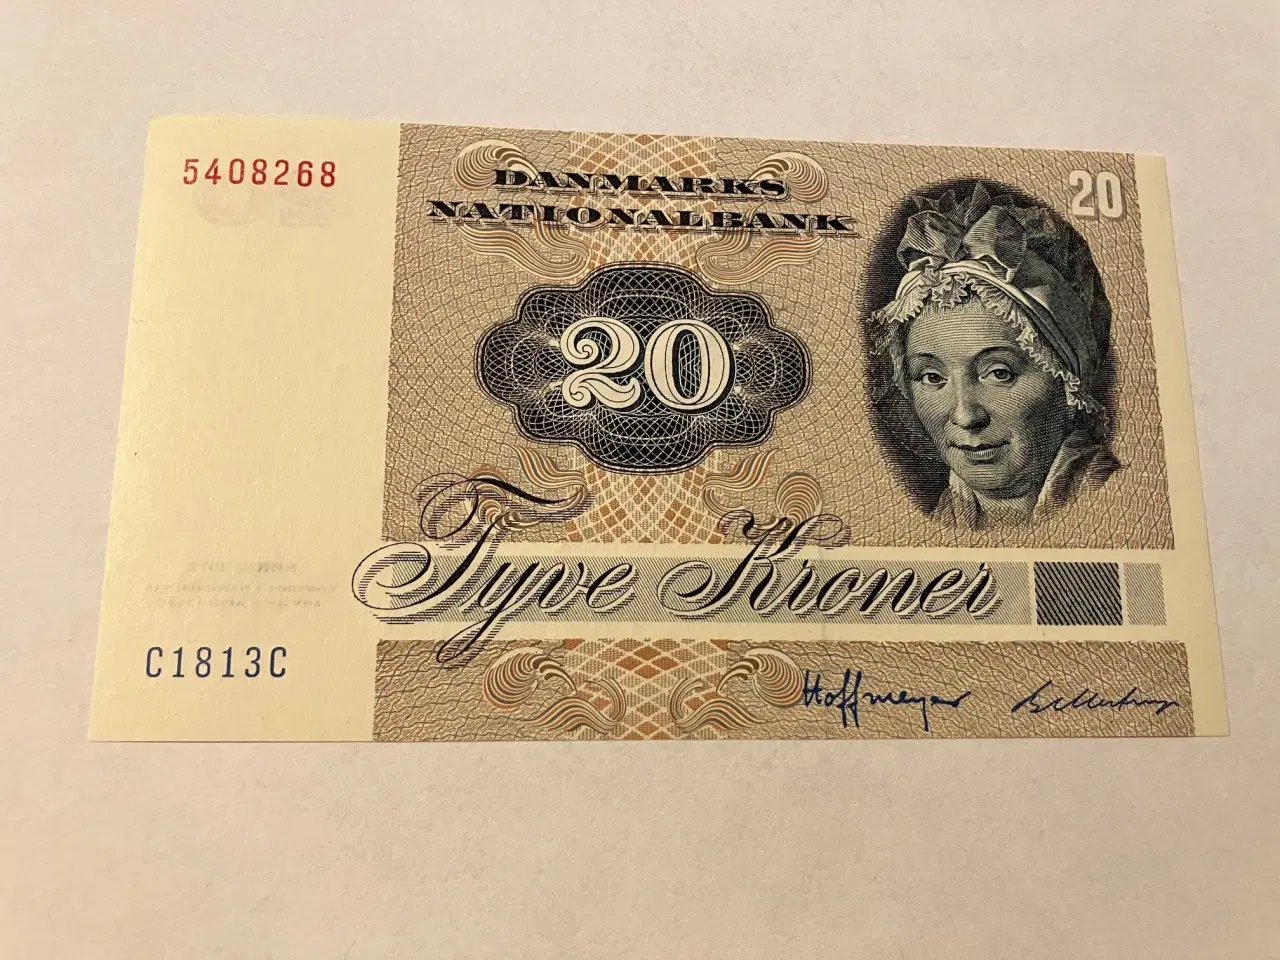 5408268
DANMARKS
NATIONALBANK
20
20
Tyve Kroner
C1813C
Hoffmeyer